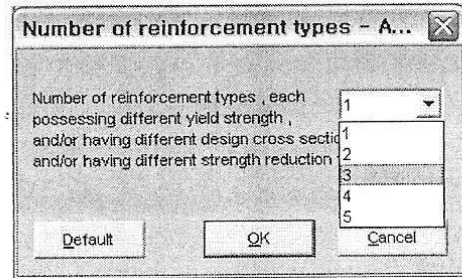 Number of reinforcement types - A...
Number of reinforcement types , each
possessing different yield strength ,
and/or having different design cross sectio
and/or having different strength reduction
1
1
2
3
4
5
Default
OK
Cancel